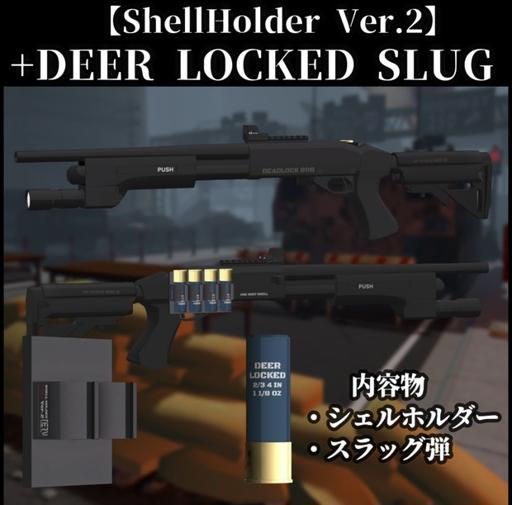 【ShellHolder Ver.2】
+DEER LOCKED SLUG
PUSH
DEADLOCK 800
PUSH
DEER
LOCKED
2/3 4 IN
1 1/8 OZ
内容物
・シェルホルダー
・スラッグ弾